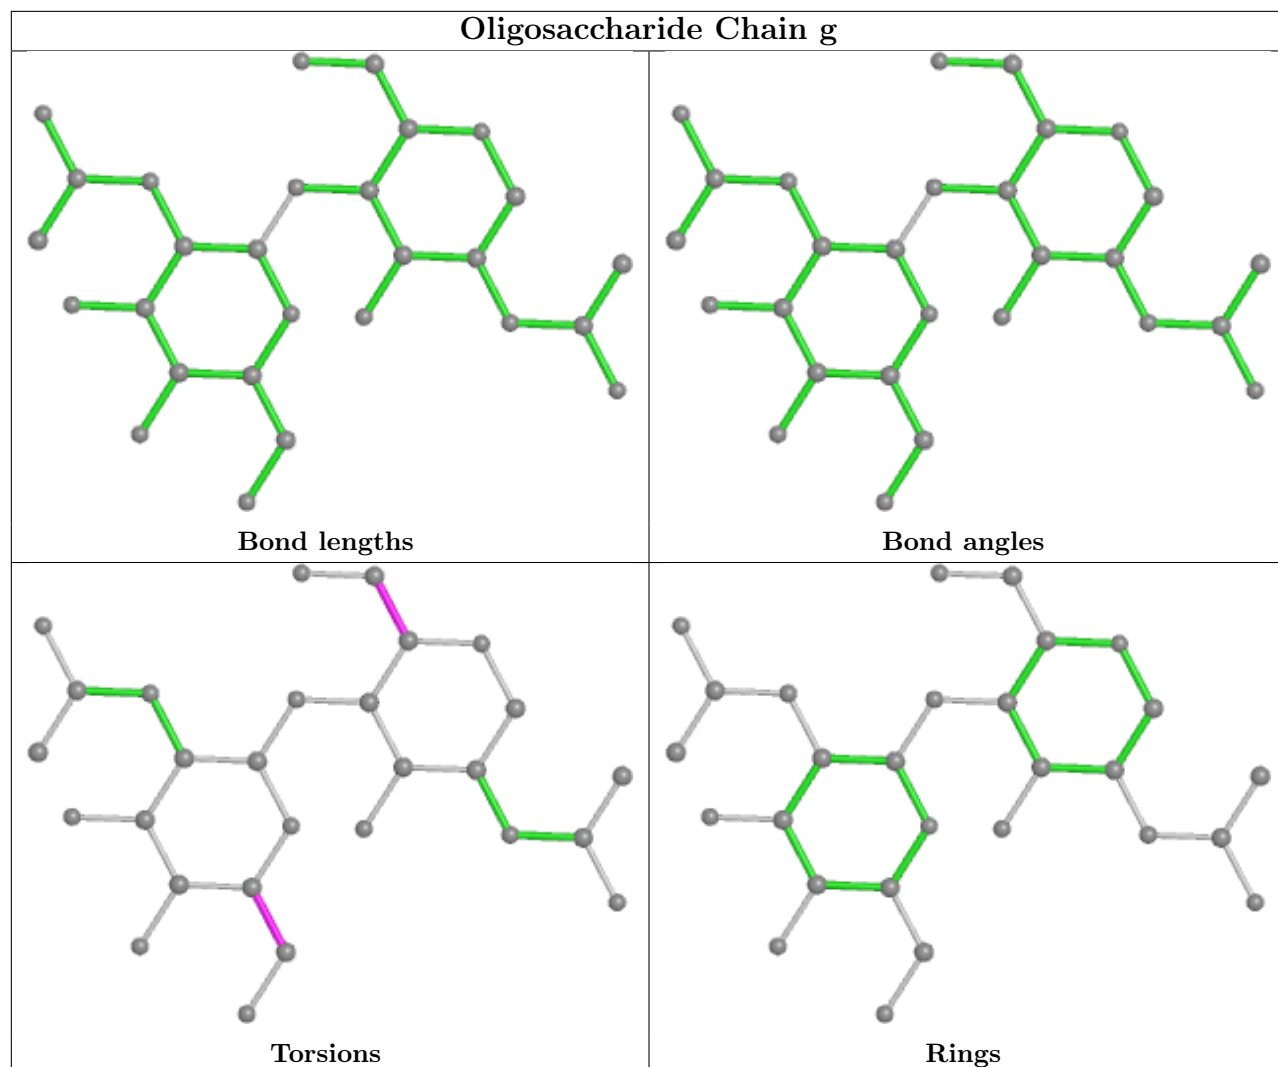 Oligosaccharide Chain g
Bond lengths
Bond angles
Torsions
Rings